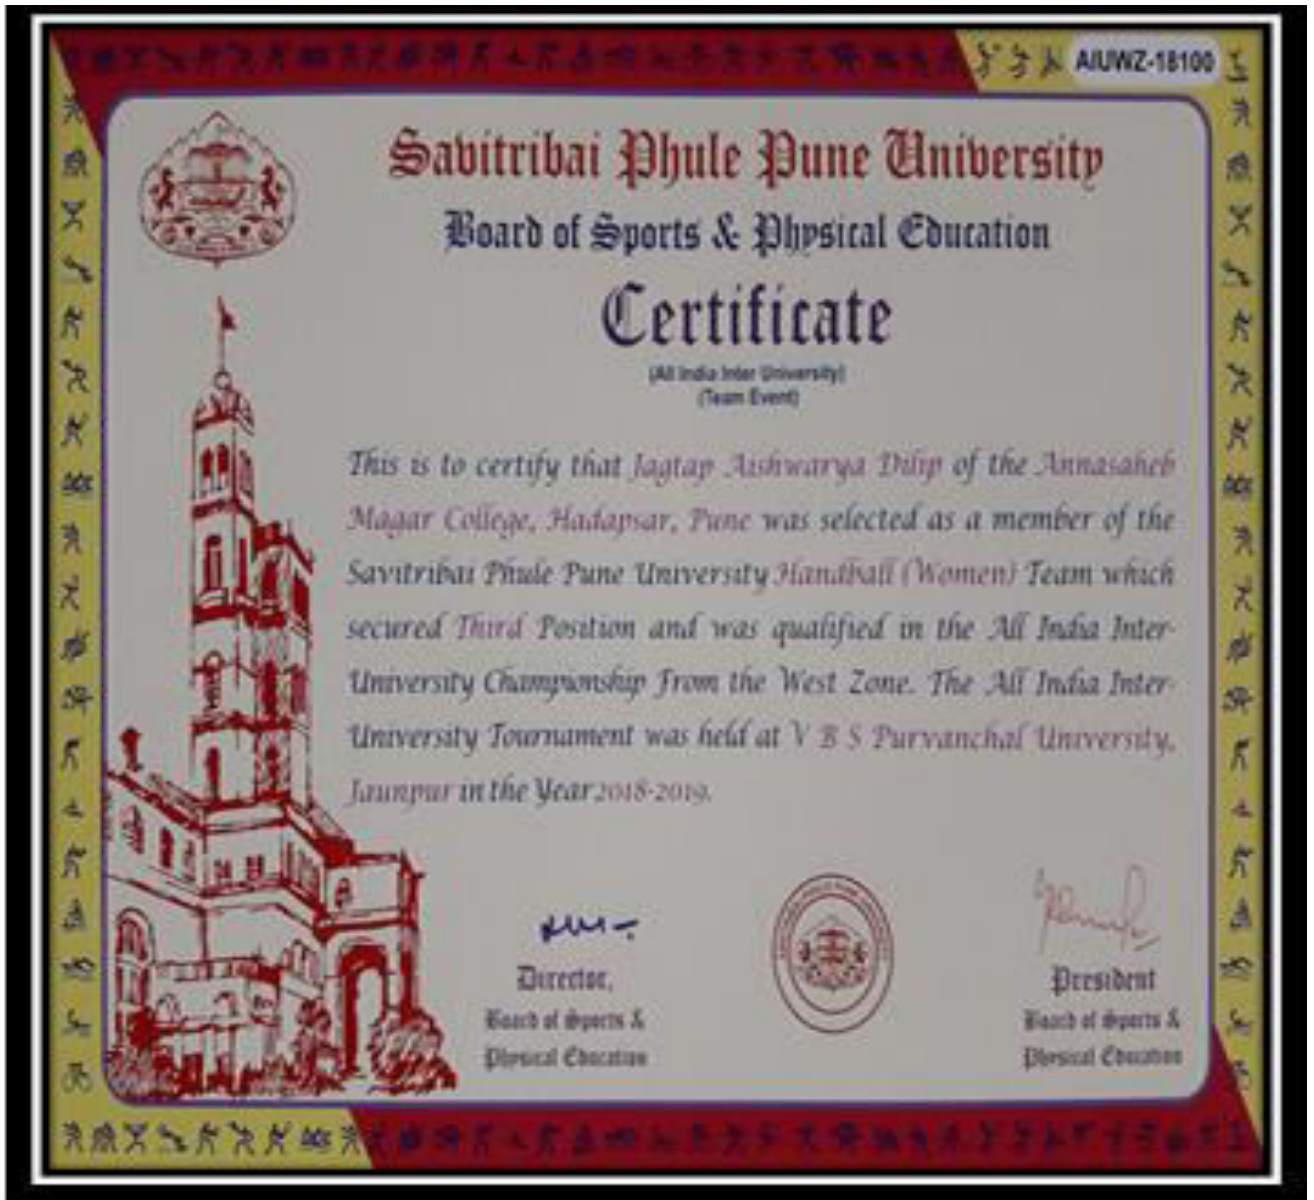 AIUWZ-18100
Savitribai Phule Pune University
Board of Sports & Physical Education
Certificate
(All India Inter University)
(Team Event)
This is to certify that Jagtap Aishwarya Dilip of the Annasaheb
Magar College, Hadapsar, Pune was selected as a member of the
Savitribai Phule Pune University Handball (Women) Team which
secured Third Position and was qualified in the All India Inter-
University Championship From the West Zone. The All India Inter-
University Tournament was held at V B S Purvanchal University,
Jaunpur in the Year 2018-2019.
Director,
Board of Sports &
Physical Education
President
Board of Sports &
Physical Education